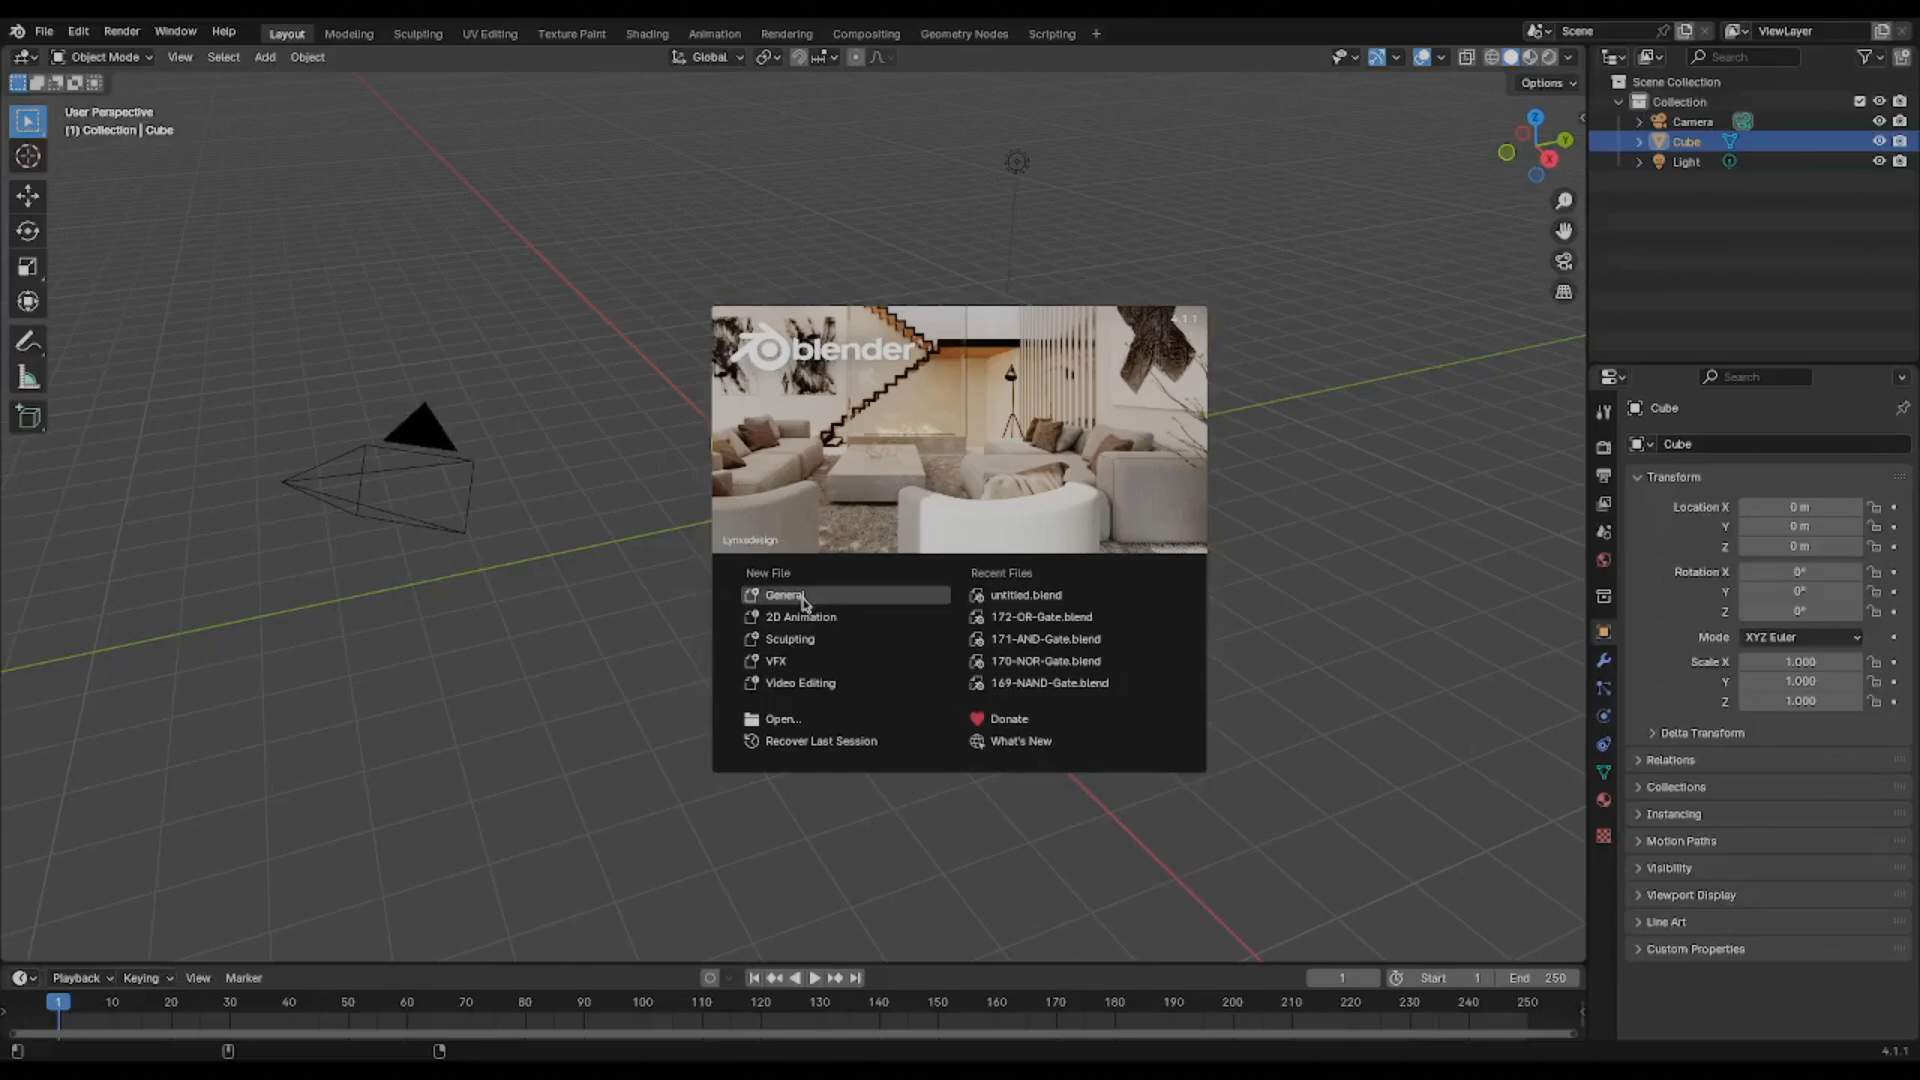 File Edit Render Window Help Layout Modeling Sculpting UV Editing Texture Paint Shading Animation Rendering Compositing Geometry Nodes Scripting + Scene ViewLayer
Object Mode View Select Add Object Global Search
Options
User Perspective
(1) Collection | Cube
Z
Y
X
Scene Collection
Collection
Camera
Cube
Light
Search
Cube
Cube
Transform
Location X 0 m
Y 0 m
Z 0 m
Rotation X 0°
Y 0°
Z 0°
Mode XYZ Euler
Scale X 1.000
Y 1.000
Z 1.000
Delta Transform
Relations
Collections
Instancing
Motion Paths
Visibility
Viewport Display
Line Art
Custom Properties
blender
4.1.1
Lynxsdesign
New File
General
2D Animation
Sculpting
VFX
Video Editing
Open...
Recover Last Session
Recent Files
untitled.blend
172-OR-Gate.blend
171-AND-Gate.blend
170-NOR-Gate.blend
169-NAND-Gate.blend
Donate
What's New
Playback Keying View Marker 1 Start 1 End 250
1 10 20 30 40 50 60 70 80 90 100 110 120 130 140 150 160 170 180 190 200 210 220 230 240 250
4.1.1